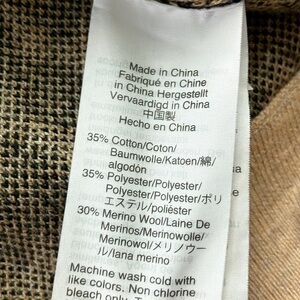 Made in China
Fabriqué en Chine
in China Hergestellt
Vervaardigd in China
中国製
Hecho en China
35% Cotton/Coton/
Baumwolle/Katoen/綿/
algodón
35% Polyester/Polyester/
Polyester/Polyester/ポリ
エステル/poliéster
30% Merino Wool/Laine De
Merinos/Merinowolle/
Merinowol/メリノウー
ル/lana merino
Machine wash cold with
like colors. Non chlorine
bleach only.